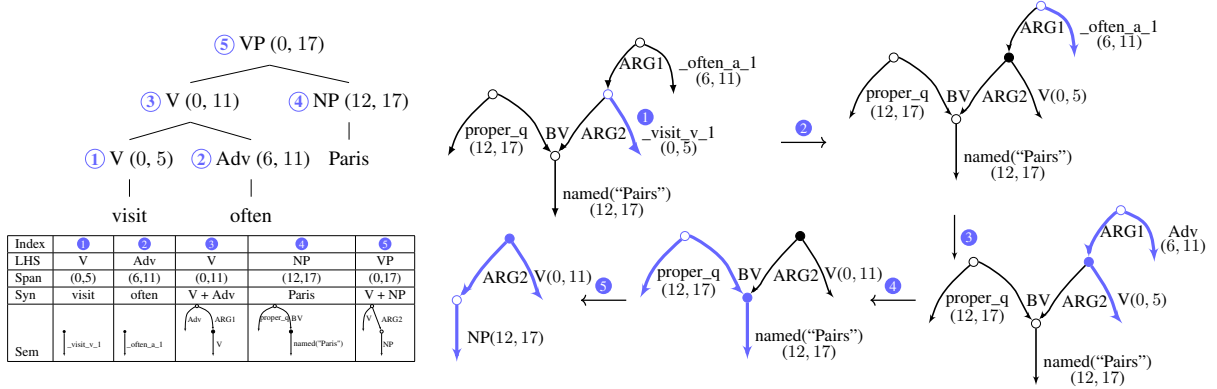 ⑤ VP (0, 17)
③ V (0, 11) ④ NP (12, 17)
① V (0, 5) ② Adv (6, 11) Paris
visit often
Index 1 2 3 4 5
LHS V Adv V NP VP
Span (0,5) (6,11) (0,11) (12,17) (0,17)
Syn visit often V + Adv Paris V + NP
Sem _visit_v_1 _often_a_1 Adv ARG1 V proper_q BV named("Paris") V ARG2 NP
ARG1 _often_a_1
(6, 11)
proper_q
(12, 17)
BV ARG2
1
_visit_v_1
(0, 5)
named(“Pairs”)
(12, 17)
2
ARG1 _often_a_1
(6, 11)
proper_q
(12, 17)
BV ARG2 V(0, 5)
named(“Pairs”)
(12, 17)
3
ARG1 Adv
(6, 11)
proper_q
(12, 17)
BV ARG2 V(0, 5)
named(“Pairs”)
(12, 17)
4
proper_q
(12, 17)
BV ARG2 V(0, 11)
named(“Pairs”)
(12, 17)
5
ARG2 V(0, 11)
NP(12, 17)